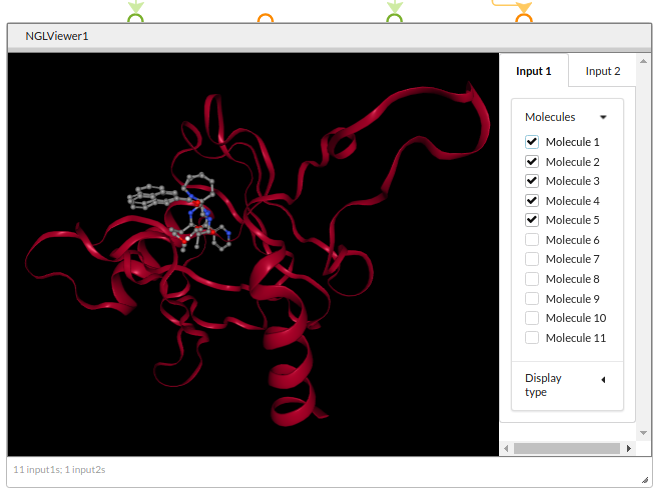 NGLViewer1
Input 1
Input 2
Molecules
Molecule 1
Molecule 2
Molecule 3
Molecule 4
Molecule 5
Molecule 6
Molecule 7
Molecule 8
Molecule 9
Molecule 10
Molecule 11
Display
type
11 input1s; 1 input2s